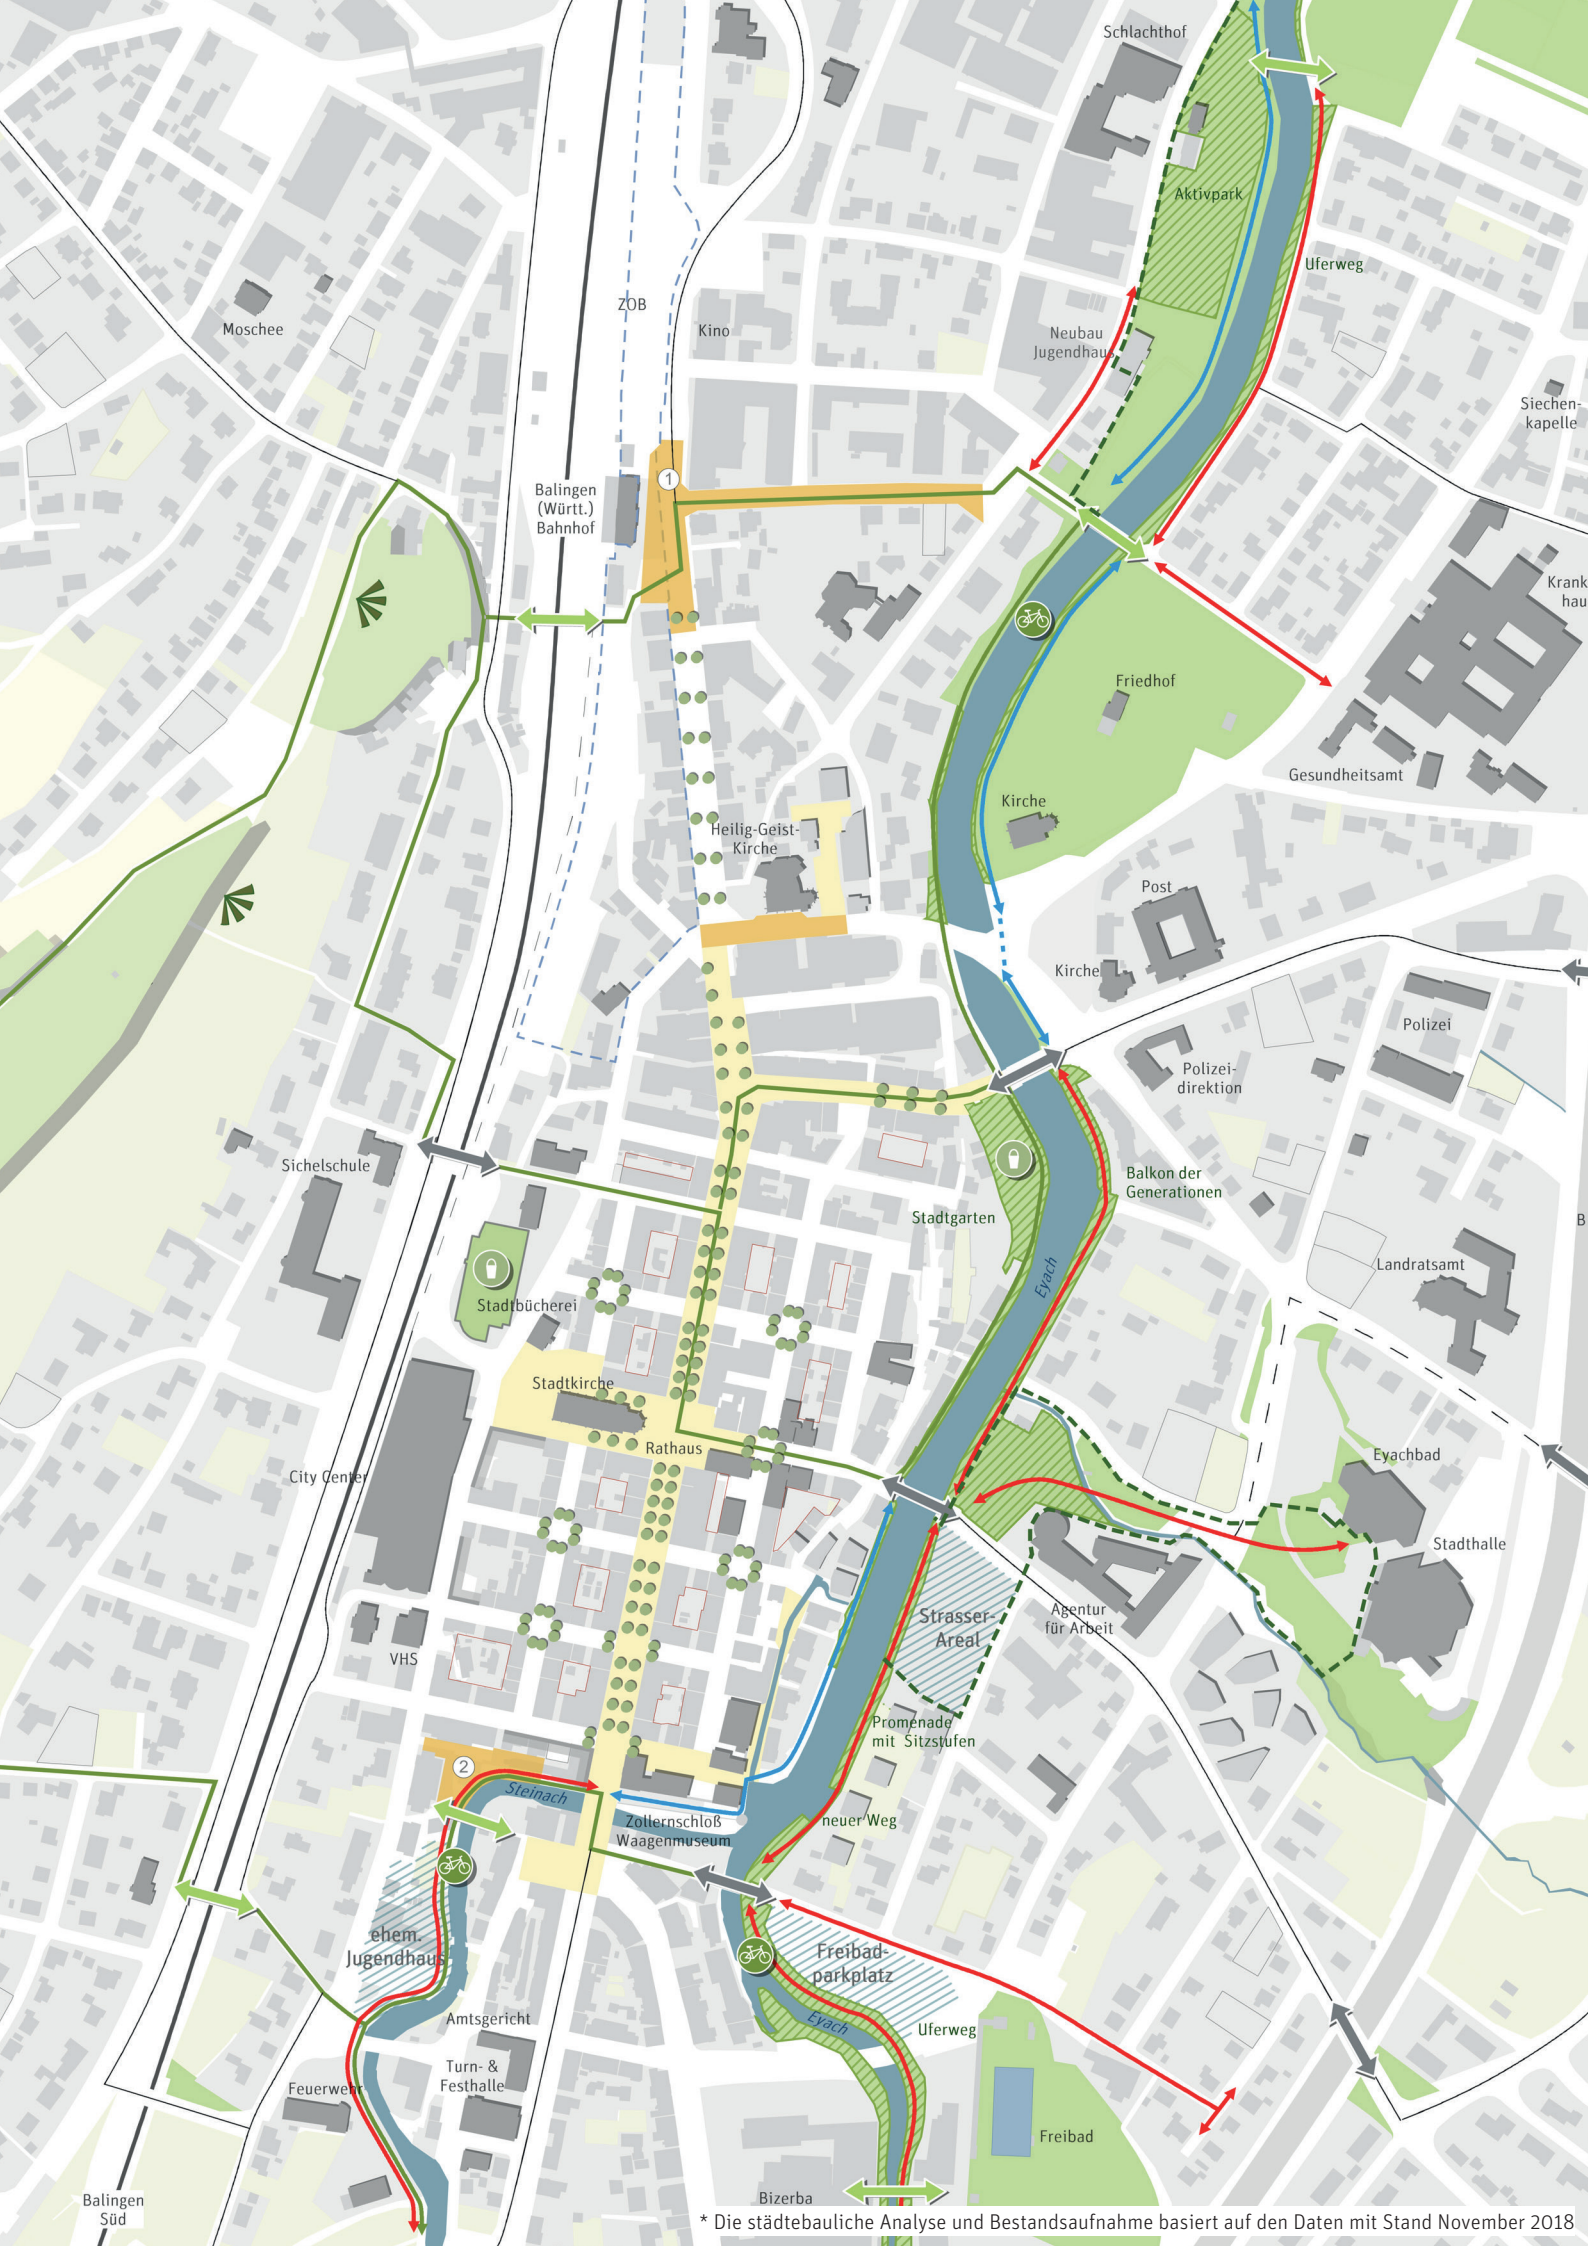 Schlachthof
Aktivpark
Uferweg
ZOB
Kino
Moschee
Neubau
Jugendhaus
Siechen-
kapelle
1
Balingen
(Württ.)
Bahnhof
Krank
hau
Friedhof
Gesundheitsamt
Kirche
Heilig-Geist-
Kirche
Post
Kirche
Polizei
Polizei-
direktion
Sichelschule
Balkon der
Generationen
Stadtgarten
B
Eyach
Landratsamt
Stadtbücherei
Stadtkirche
Rathaus
Eyachbad
City Center
Stadthalle
Strasser-
Areal
Agentur
für Arbeit
VHS
Promenade
mit Sitzstufen
2
Steinach
Zollernschloß
Waagenmuseum
neuer Weg
ehem.
Jugendhaus
Freibad-
parkplatz
Amtsgericht
Eyach
Uferweg
Turn- &
Festhalle
Feuerwehr
Freibad
Bizerba
Balingen
Süd
* Die städtebauliche Analyse und Bestandsaufnahme basiert auf den Daten mit Stand November 2018